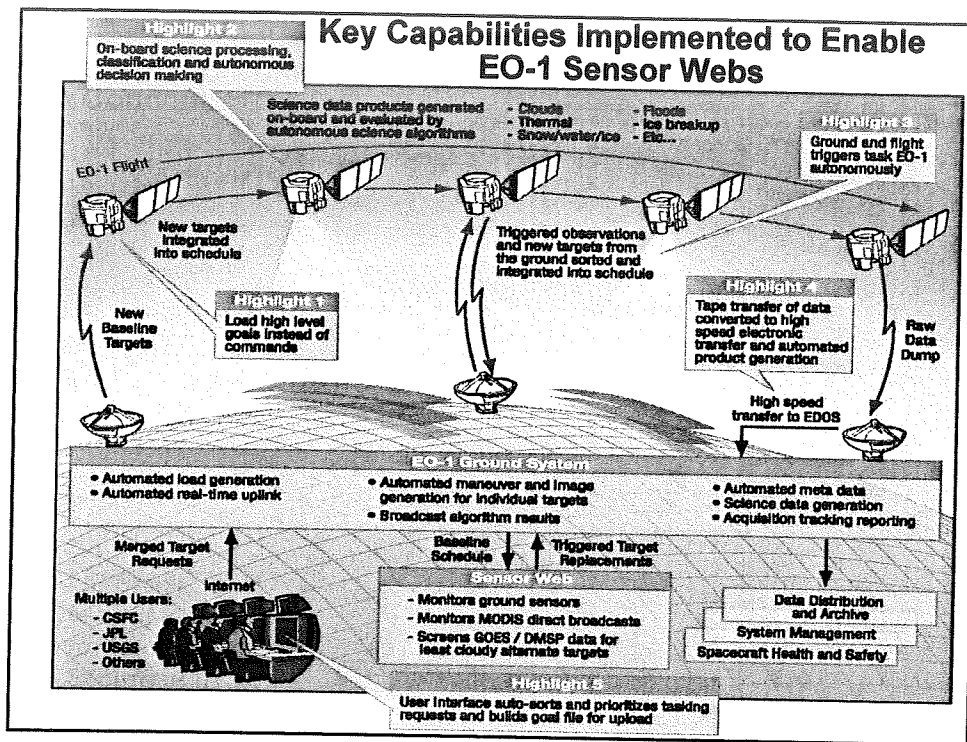 Key Capabilities Implemented to Enable
EO-1 Sensor Webs
Highlight 2
On-board science processing,
classification and autonomous
decision making
Science data products generated
on-board and evaluated by
autonomous science algorithms
- Clouds
- Thermal
- Snow/water/ice
- Floods
- Ice breakup
- Etc...
Highlight 3
Ground and flight
triggers task EO-1
autonomously
EO-1 Flight
New targets
integrated
into schedule
Triggered observations
and new targets from
the ground sorted and
integrated into schedule
Highlight 1
Load high level
goals instead of
commands
Highlight 4
Tape transfer of data
converted to high
speed electronic
transfer and automated
product generation
New
Baseline
Targets
Raw
Data
Dump
High speed
transfer to EDOS
EO-1 Ground System
• Automated load generation
• Automated real-time uplink
• Automated maneuver and image
generation for individual targets
• Broadcast algorithm results
• Automated meta data
• Science data generation
• Acquisition tracking reporting
Merged Target
Requests
Internet
Baseline
Schedule
Triggered Target
Replacements
Multiple Users:
- CSFC
- JPL
- USGS
- Others
Sensor Web
- Monitors ground sensors
- Monitors MODIS direct broadcasts
- Screens GOES / DMSP data for
least cloudy alternate targets
Data Distribution
and Archive
System Management
Spacecraft Health and Safety
Highlight 5
User Interface auto-sorts and prioritizes tasking
requests and builds goal file for upload